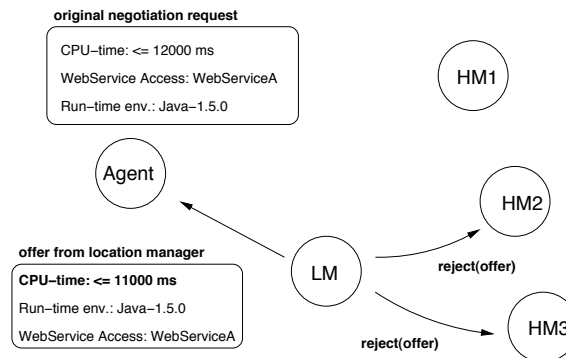 original negotiation request
CPU-time: <= 12000 ms
WebService Access: WebServiceA
Run-time env.: Java-1.5.0
HM1
Agent
HM2
offer from location manager
CPU-time: <= 11000 ms
Run-time env.: Java-1.5.0
WebService Access: WebServiceA
LM
reject(offer)
HM3
reject(offer)